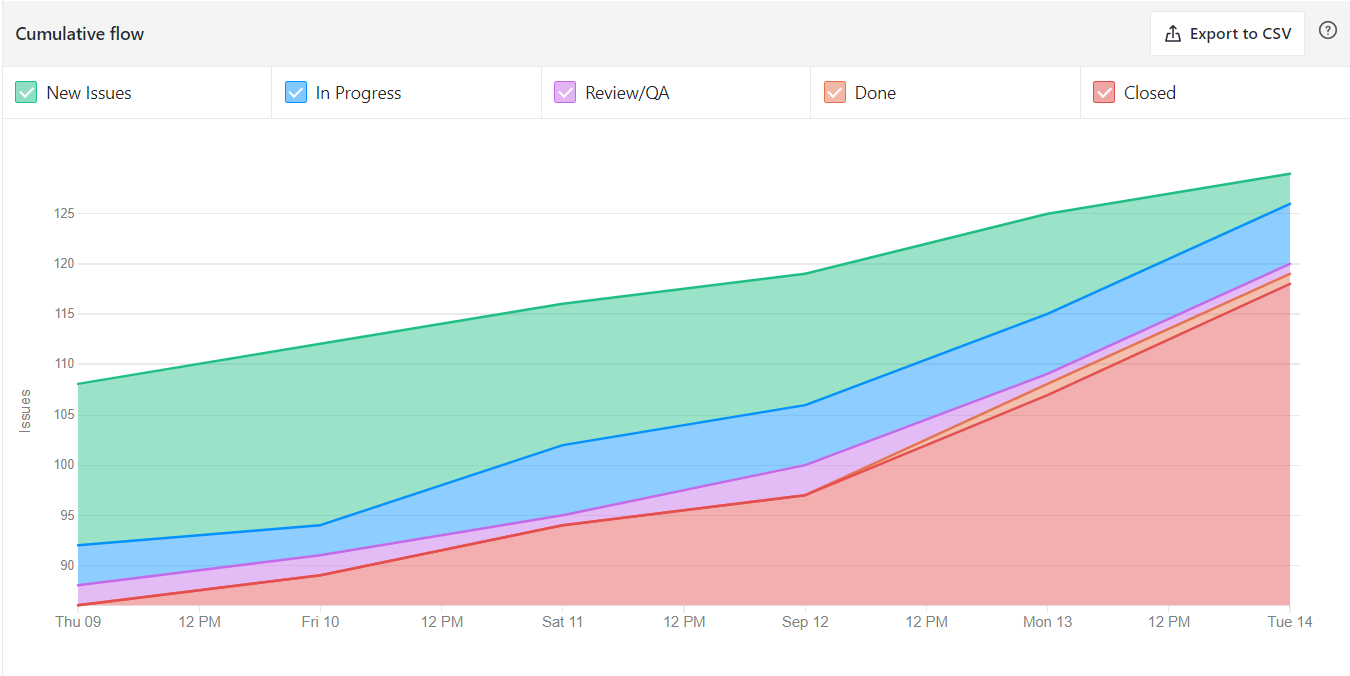 Cumulative flow
Export to CSV
?
New Issues
In Progress
Review/QA
Done
Closed
125
120
115
110
105
100
95
90
Issues
Thu 09 12 PM Fri 10 12 PM Sat 11 12 PM Sep 12 12 PM Mon 13 12 PM Tue 14